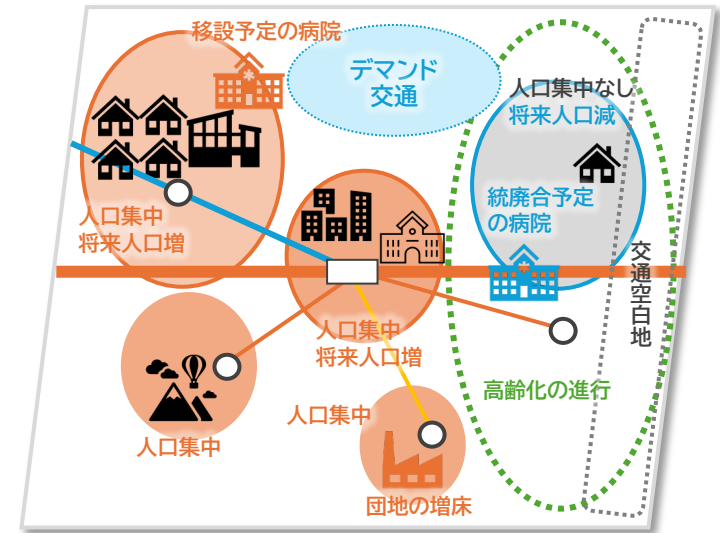 移設予定の病院
デマンド
交通
人口集中なし
将来人口減
統廃合予定
の病院
人口集中
将来人口増
交通空白地
人口集中
将来人口増
高齢化の進行
人口集中
人口集中
団地の増床